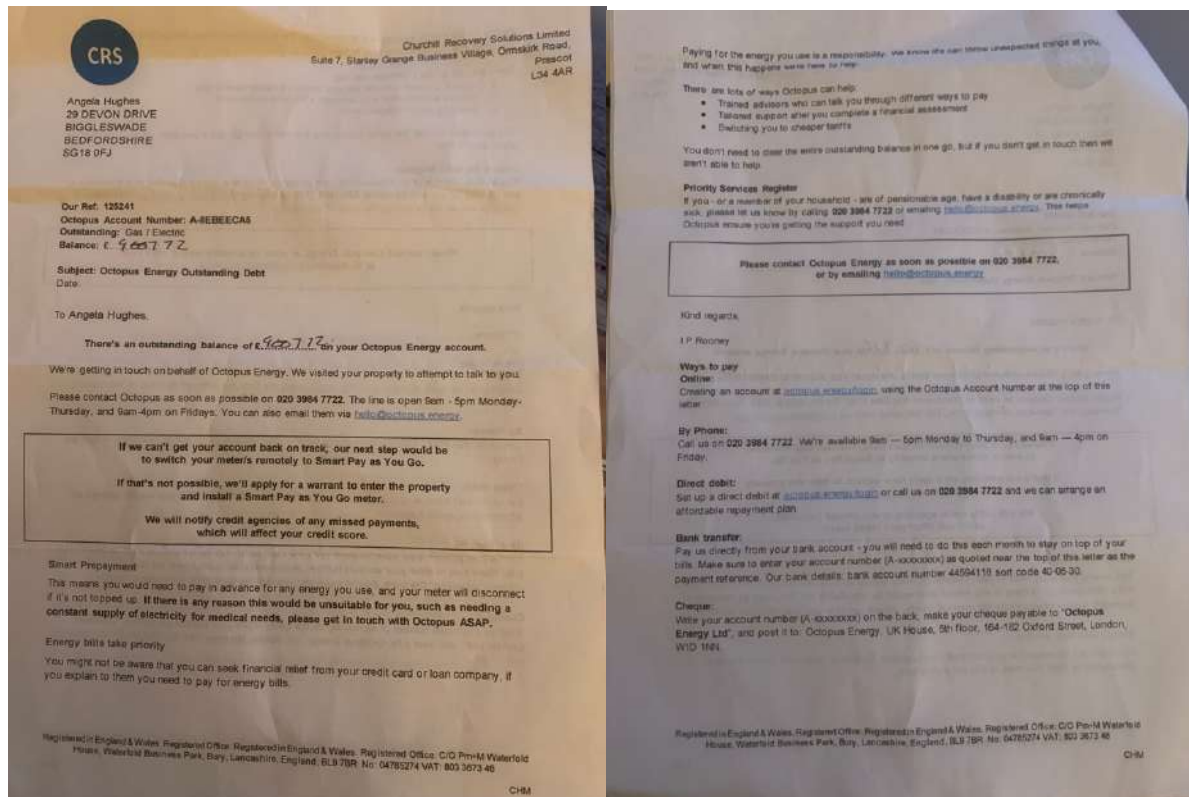 CRS
Churchill Recovery Solutions Limited
Suite 7, Stanley Grange Business Village, Ormskirk Road,
Prescot
L34 4AR
Angela Hughes
29 DEVON DRIVE
BIGGLESWADE
BEDFORDSHIRE
SG18 0FJ
Our Ref: 125241
Octopus Account Number: A-8EBEECA5
Outstanding: Gas / Electric
Balance: £
Subject: Octopus Energy Outstanding Debt
Date:
To Angela Hughes,
There's an outstanding balance of £ on your Octopus Energy account.
We're getting in touch on behalf of Octopus Energy. We visited your property to attempt to talk to you.
Please contact Octopus as soon as possible on 020 3984 7722. The line is open 9am - 5pm Monday-
Thursday, and 9am-4pm on Fridays. You can also email them via hello@octopus.energy.
If we can't get your account back on track, our next step would be
to switch your meter/s remotely to Smart Pay as You Go.
If that's not possible, we'll apply for a warrant to enter the property
and install a Smart Pay as You Go meter.
We will notify credit agencies of any missed payments,
which will affect your credit score.
Smart Prepayment
This means you would need to pay in advance for any energy you use, and your meter will disconnect
if it's not topped up. If there is any reason this would be unsuitable for you, such as needing a
constant supply of electricity for medical needs, please get in touch with Octopus ASAP.
Energy bills take priority
You might not be aware that you can seek financial relief from your credit card or loan company, if
you explain to them you need to pay for energy bills.
Registered in England & Wales. Registered Office: Registered in England & Wales. Registered Office: C/O Pm+M Waterfold
House, Waterfold Business Park, Bury, Lancashire, England, BL9 7BR. No: 04785274 VAT: 803 3673 46
CHM
Paying for the energy you use is a responsibility. We know life can throw unexpected things at you,
and when this happens we're here to help.
There are lots of ways Octopus can help:
• Trained advisors who can talk you through different ways to pay
• Tailored support after you complete a financial assessment
• Switching you to cheaper tariffs
You don't need to clear the entire outstanding balance in one go, but if you don't get in touch then we
aren't able to help.
Priority Services Register
If you - or a member of your household - are of pensionable age, have a disability or are chronically
sick, please let us know by calling 020 3984 7722 or emailing hello@octopus.energy. This helps
Octopus ensure you're getting the support you need.
Please contact Octopus Energy as soon as possible on 020 3984 7722,
or by emailing hello@octopus.energy
Kind regards,
J.P Rooney
Ways to pay
Online:
Creating an account at octopus.energy/login, using the Octopus Account Number at the top of this
letter
By Phone:
Call us on 020 3984 7722. We're available 9am — 5pm Monday to Thursday, and 9am — 4pm on
Friday.
Direct debit:
Set up a direct debit at octopus.energy/login or call us on 020 3984 7722 and we can arrange an
affordable repayment plan
Bank transfer:
Pay us directly from your bank account - you will need to do this each month to stay on top of your
bills. Make sure to enter your account number (A-xxxxxxxx) as quoted near the top of this letter as the
payment reference. Our bank details: bank account number 44594118 sort code 40-05-30.
Cheque:
Write your account number (A-xxxxxxxx) on the back, make your cheque payable to "Octopus
Energy Ltd", and post it to: Octopus Energy, UK House, 5th floor, 164-182 Oxford Street, London,
W1D 1NN.
Registered in England & Wales. Registered Office: Registered in England & Wales. Registered Office: C/O Pm+M Waterfold
House, Waterfold Business Park, Bury, Lancashire, England, BL9 7BR. No: 04785274 VAT: 803 3673 46
CHM